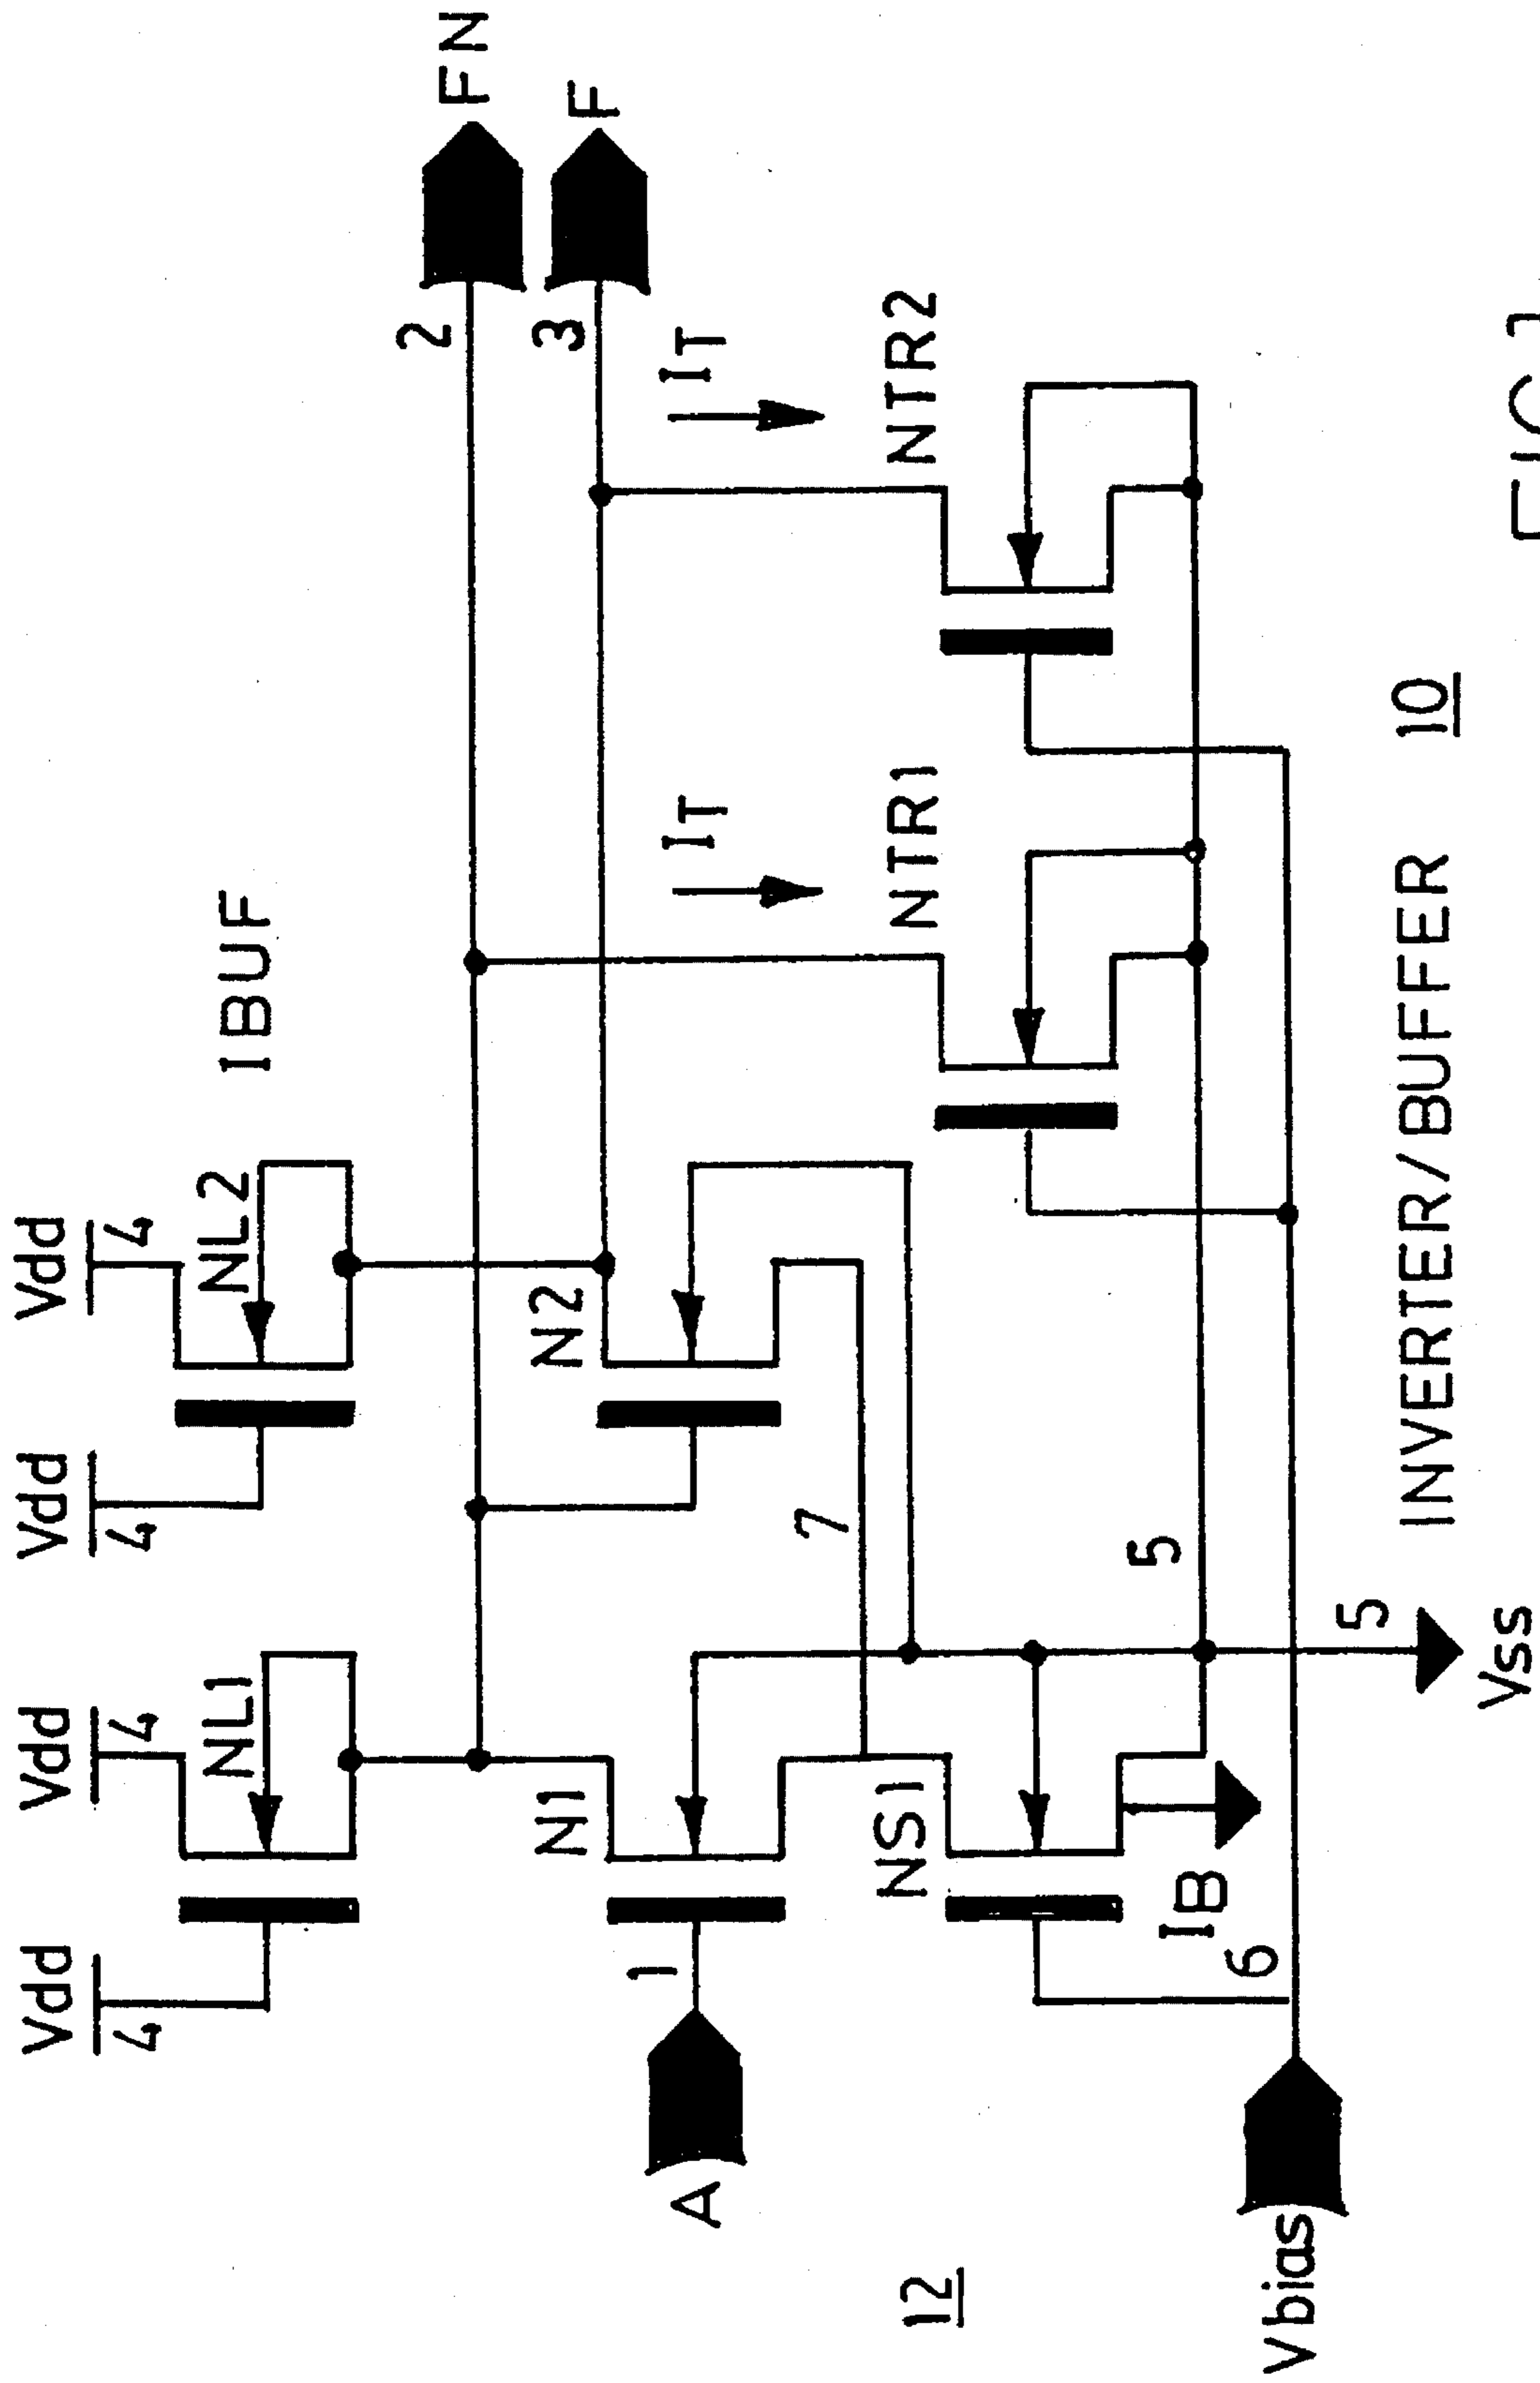 Vdd Vdd Vdd Vdd
4 4 4 4
NL1 NL2 IBUF
2 FN
N1 N2 3 F
1
A
IT IT
7
NS1 NTR1 NTR2
12
5
IB
6
Vbias
5
INVERTER/BUFFER 10
Vss